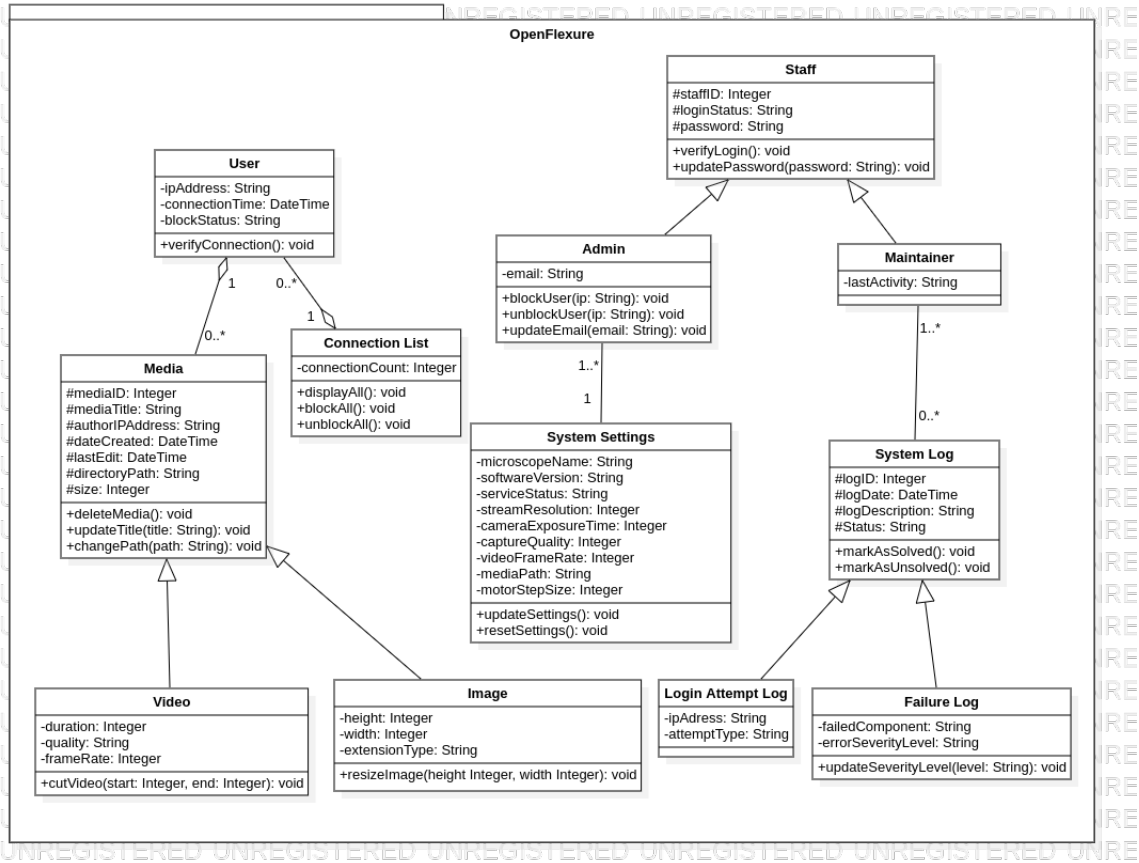 UNREGISTERED UNREGISTERED UNREGISTERED UNRE
OpenFlexure
Staff
#staffID: Integer
#loginStatus: String
#password: String
+verifyLogin(): void
+updatePassword(password: String): void
User
-ipAddress: String
-connectionTime: DateTime
-blockStatus: String
+verifyConnection(): void
Admin
-email: String
+blockUser(ip: String): void
+unblockUser(ip: String): void
+updateEmail(email: String): void
Maintainer
-lastActivity: String
1
0..*
0..*
1
1..*
1
1..*
0..*
Connection List
-connectionCount: Integer
+displayAll(): void
+blockAll(): void
+unblockAll(): void
Media
#mediaID: Integer
#mediaTitle: String
#authorIPAddress: String
#dateCreated: DateTime
#lastEdit: DateTime
#directoryPath: String
#size: Integer
+deleteMedia(): void
+updateTitle(title: String): void
+changePath(path: String): void
System Settings
-microscopeName: String
-softwareVersion: String
-serviceStatus: String
-streamResolution: Integer
-cameraExposureTime: Integer
-captureQuality: Integer
-videoFrameRate: Integer
-mediaPath: String
-motorStepSize: Integer
+updateSettings(): void
+resetSettings(): void
System Log
#logID: Integer
#logDate: DateTime
#logDescription: String
#Status: String
+markAsSolved(): void
+markAsUnsolved(): void
Video
-duration: Integer
-quality: String
-frameRate: Integer
+cutVideo(start: Integer, end: Integer): void
Image
-height: Integer
-width: Integer
-extensionType: String
+resizeImage(height Integer, width Integer): void
Login Attempt Log
-ipAdress: String
-attemptType: String
Failure Log
-failedComponent: String
-errorSeverityLevel: String
+updateSeverityLevel(level: String): void
UNREGISTERED UNREGISTERED UNREGISTERED UNREGISTERED UNREGISTERED UNRE